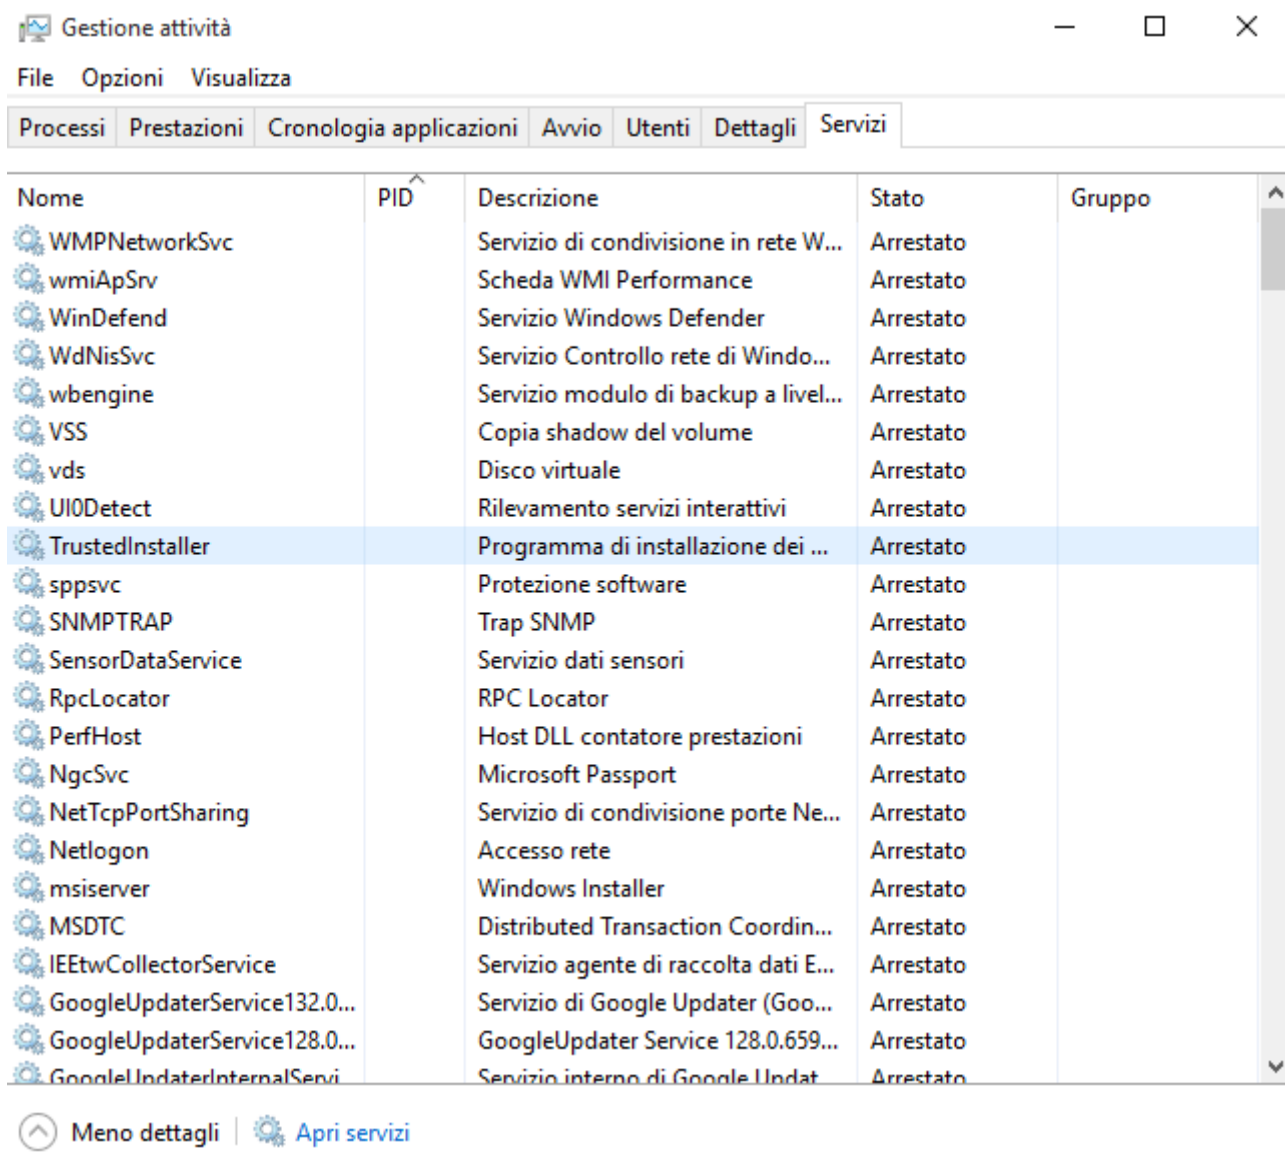 Gestione attività
File Opzioni Visualizza
Processi Prestazioni Cronologia applicazioni Avvio Utenti Dettagli Servizi
Nome PID Descrizione Stato Gruppo
WMPNetworkSvc Servizio di condivisione in rete W... Arrestato
wmiApSrv Scheda WMI Performance Arrestato
WinDefend Servizio Windows Defender Arrestato
WdNisSvc Servizio Controllo rete di Windo... Arrestato
wbengine Servizio modulo di backup a livel... Arrestato
VSS Copia shadow del volume Arrestato
vds Disco virtuale Arrestato
UI0Detect Rilevamento servizi interattivi Arrestato
TrustedInstaller Programma di installazione dei ... Arrestato
sppsvc Protezione software Arrestato
SNMPTRAP Trap SNMP Arrestato
SensorDataService Servizio dati sensori Arrestato
RpcLocator RPC Locator Arrestato
PerfHost Host DLL contatore prestazioni Arrestato
NgcSvc Microsoft Passport Arrestato
NetTcpPortSharing Servizio di condivisione porte Ne... Arrestato
Netlogon Accesso rete Arrestato
msiserver Windows Installer Arrestato
MSDTC Distributed Transaction Coordin... Arrestato
IEEtwCollectorService Servizio agente di raccolta dati E... Arrestato
GoogleUpdaterService132.0... Servizio di Google Updater (Goo... Arrestato
GoogleUpdaterService128.0... GoogleUpdater Service 128.0.659... Arrestato
GoogleUpdaterInternalServi Servizio interno di Google Updat Arrestato
Meno dettagli Apri servizi